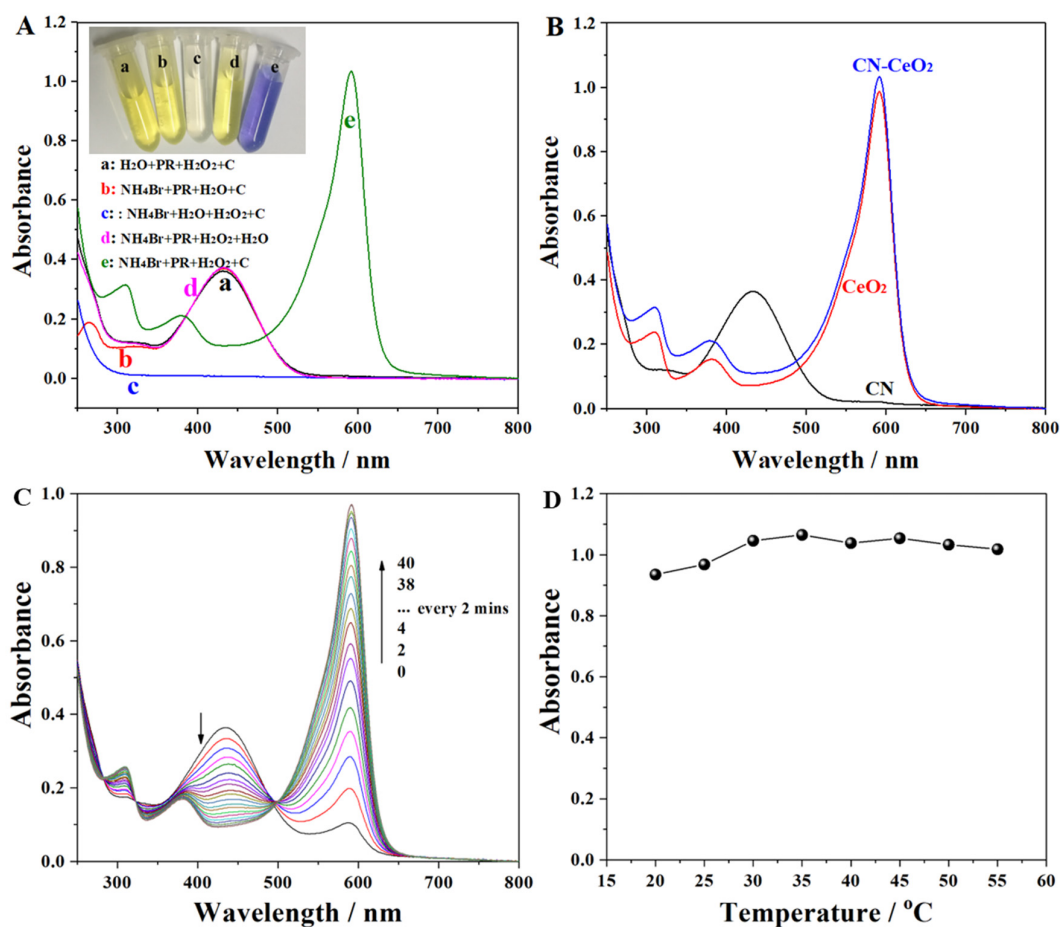 A
1.2
1.0
0.8
0.6
0.4
0.2
0.0
Absorbance
a b c d e
a: H₂O+PR+H₂O₂+C
b: NH₄Br+PR+H₂O+C
c: : NH₄Br+H₂O+H₂O₂+C
d: NH₄Br+PR+H₂O₂+H₂O
e: NH₄Br+PR+H₂O₂+C
e
d
a
b
c
300 400 500 600 700 800
Wavelength / nm
B
1.2
1.0
0.8
0.6
0.4
0.2
0.0
Absorbance
CN-CeO₂
CeO₂
CN
300 400 500 600 700 800
Wavelength / nm
C
1.0
0.8
0.6
0.4
0.2
0.0
Absorbance
40
38
... every 2 mins
4
2
0
300 400 500 600 700 800
Wavelength / nm
D
1.2
1.0
0.8
0.6
0.4
0.2
0.0
Absorbance
15 20 25 30 35 40 45 50 55 60
Temperature / °C